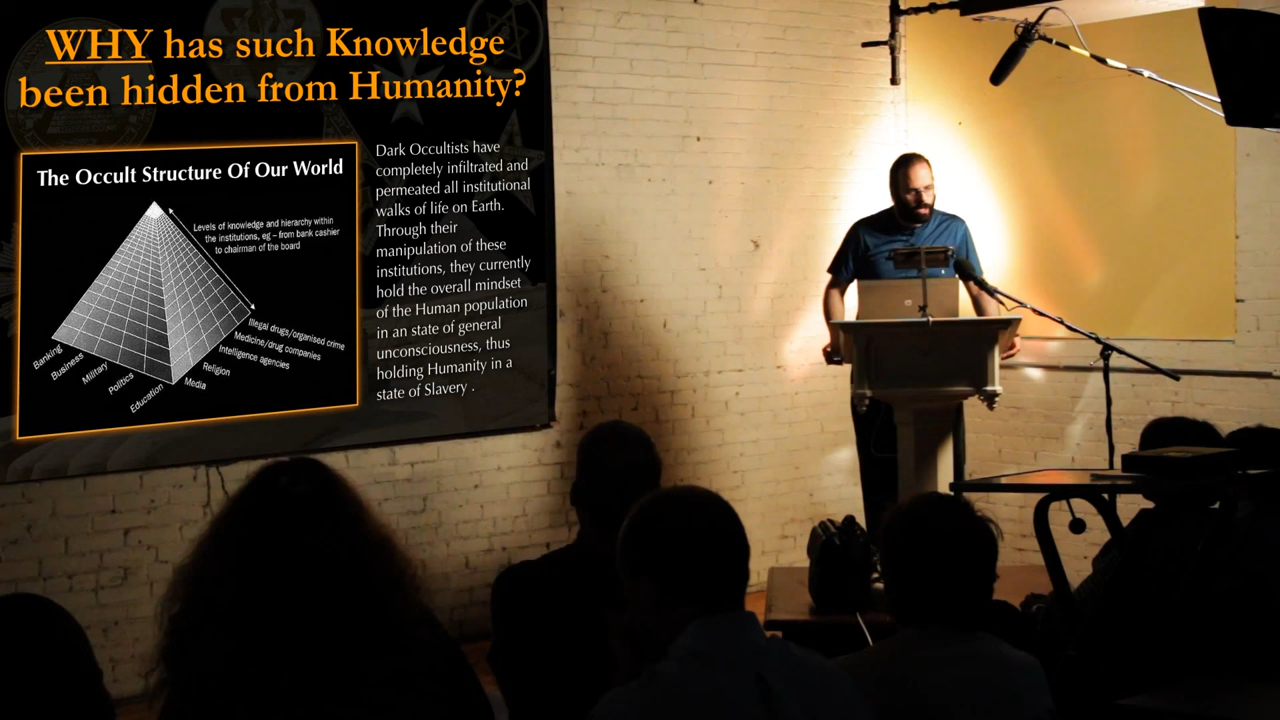 WHY has such Knowledge
been hidden from Humanity?
The Occult Structure Of Our World
Levels of knowledge and hierarchy within
the institutions, eg – from bank cashier
to chairman of the board
Banking
Business
Military
Politics
Education
Illegal drugs/organised crime
Medicine/drug companies
Intelligence agencies
Religion
Media
Dark Occultists have
completely infiltrated and
permeated all institutional
walks of life on Earth.
Through their
manipulation of these
institutions, they currently
hold the overall mindset
of the Human population
in an state of general
unconsciousness, thus
holding Humanity in a
state of Slavery .